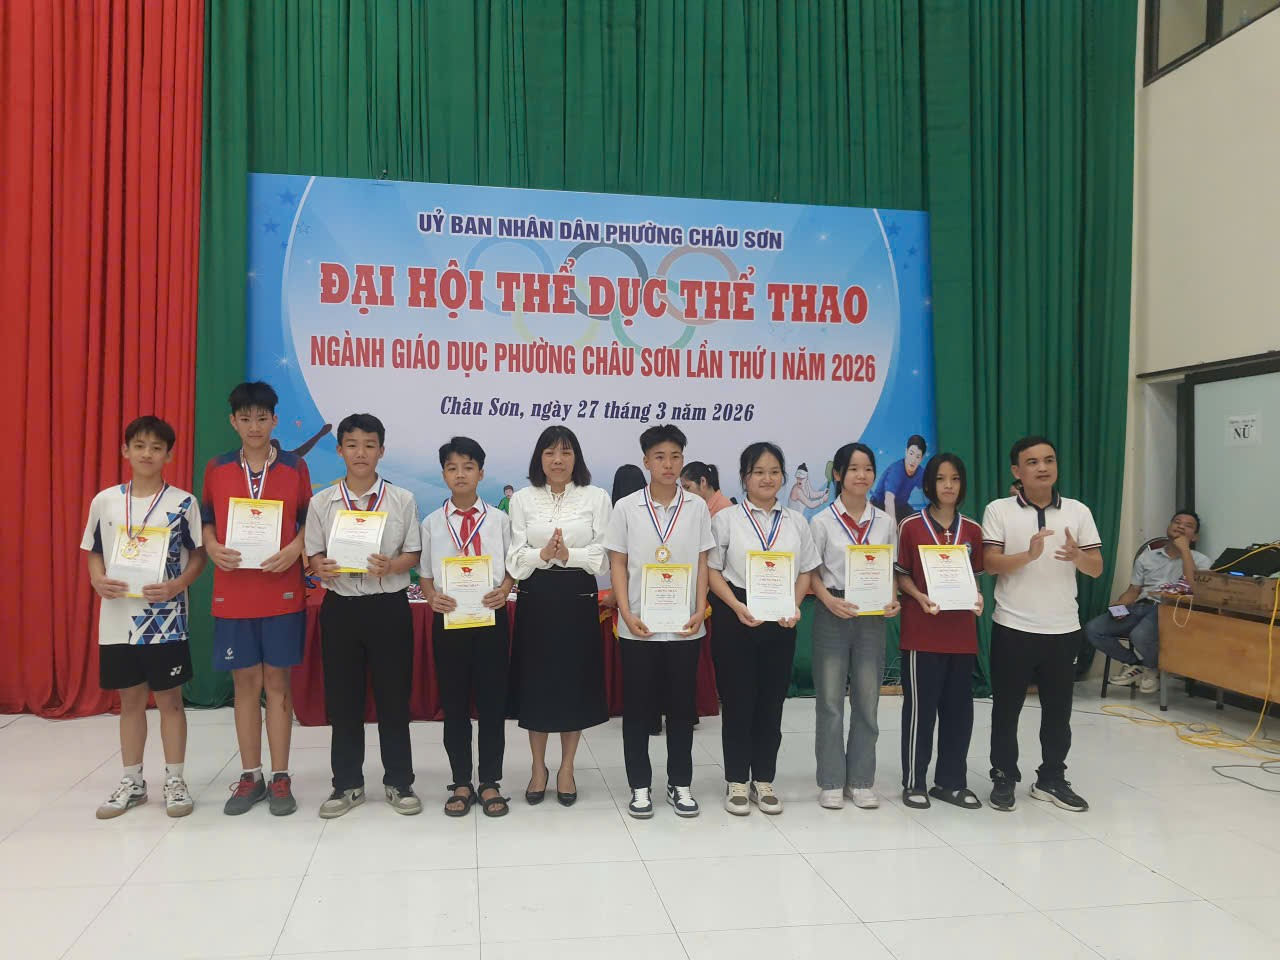 UỶ BAN NHÂN DÂN PHƯỜNG CHÂU SƠN
ĐẠI HỘI THỂ DỤC THỂ THAO
NGÀNH GIÁO DỤC PHƯỜNG CHÂU SƠN LẦN THỨ I NĂM 2026
Châu Sơn, ngày 27 tháng 3 năm 2026
NỮ